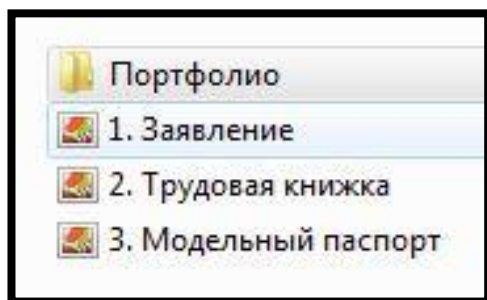 Портфолио
1. Заявление
2. Трудовая книжка
3. Модельный паспорт